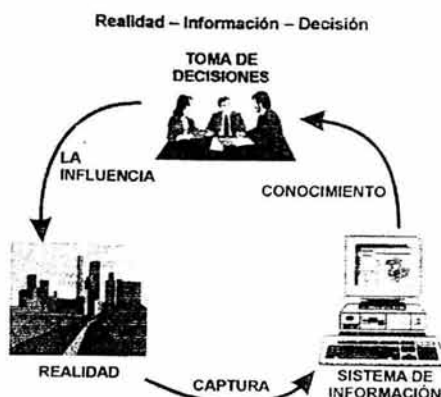 Realidad – Información – Decisión
TOMA DE
DECISIONES
LA
INFLUENCIA
CONOCIMIENTO
REALIDAD
CAPTURA
SISTEMA DE
INFORMACIÓN